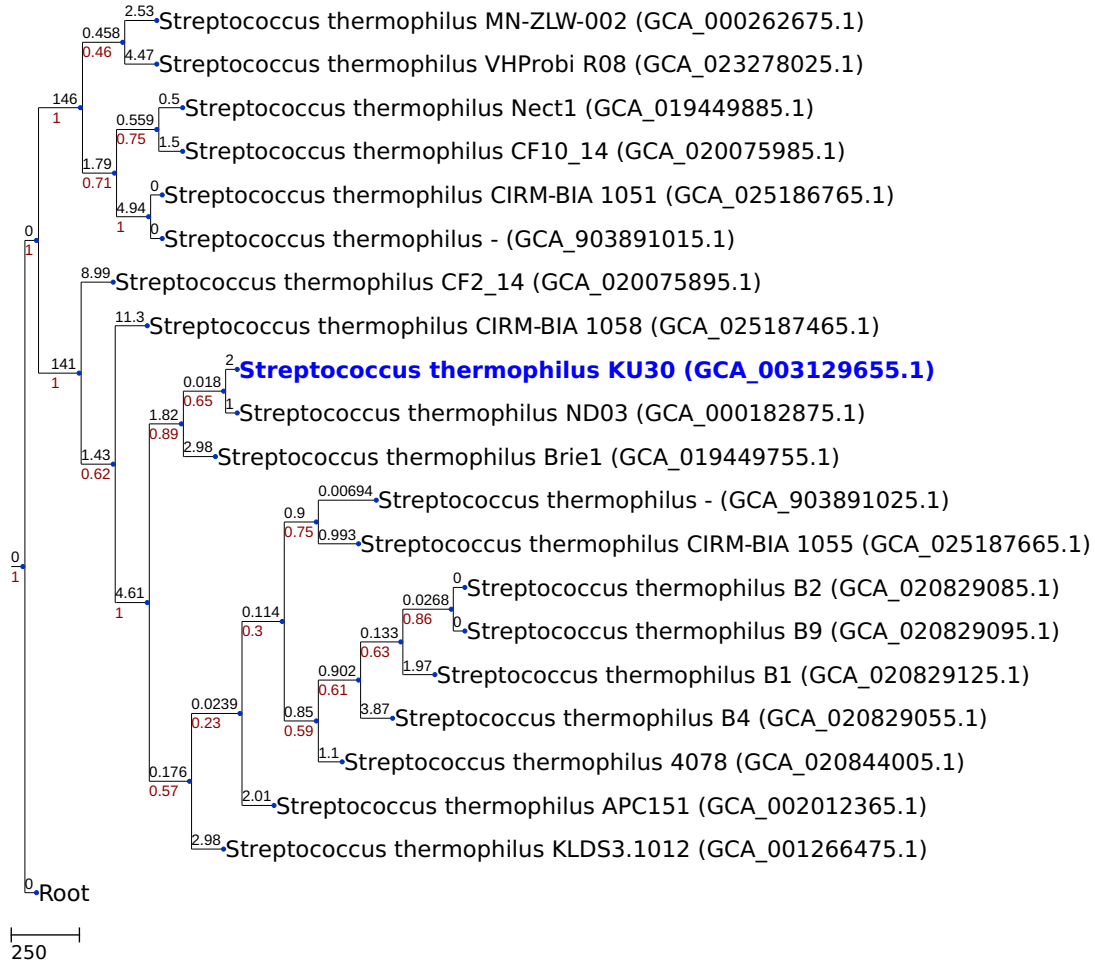 2.53
Streptococcus thermophilus MN-ZLW-002 (GCA_000262675.1)
0.458
0.46
4.47
Streptococcus thermophilus VHProbi R08 (GCA_023278025.1)
146
1
0.5
Streptococcus thermophilus Nect1 (GCA_019449885.1)
0.559
0.75
1.5
Streptococcus thermophilus CF10_14 (GCA_020075985.1)
1.79
0.71
0
Streptococcus thermophilus CIRM-BIA 1051 (GCA_025186765.1)
4.94
1
0
Streptococcus thermophilus - (GCA_903891015.1)
0
1
8.99
Streptococcus thermophilus CF2_14 (GCA_020075895.1)
11.3
Streptococcus thermophilus CIRM-BIA 1058 (GCA_025187465.1)
141
1
2
Streptococcus thermophilus KU30 (GCA_003129655.1)
0.018
0.65
1
Streptococcus thermophilus ND03 (GCA_000182875.1)
1.82
0.89
2.98
Streptococcus thermophilus Brie1 (GCA_019449755.1)
1.43
0.62
0.00694
Streptococcus thermophilus - (GCA_903891025.1)
0.9
0.75
0.993
Streptococcus thermophilus CIRM-BIA 1055 (GCA_025187665.1)
0
1
0
Streptococcus thermophilus B2 (GCA_020829085.1)
4.61
1
0.0268
0.86
0.114
0.3
0
Streptococcus thermophilus B9 (GCA_020829095.1)
0.133
0.63
1.97
Streptococcus thermophilus B1 (GCA_020829125.1)
0.902
0.61
3.87
Streptococcus thermophilus B4 (GCA_020829055.1)
0.0239
0.23
0.85
0.59
1.1
Streptococcus thermophilus 4078 (GCA_020844005.1)
0.176
0.57
2.01
Streptococcus thermophilus APC151 (GCA_002012365.1)
2.98
Streptococcus thermophilus KLDS3.1012 (GCA_001266475.1)
0
Root
250